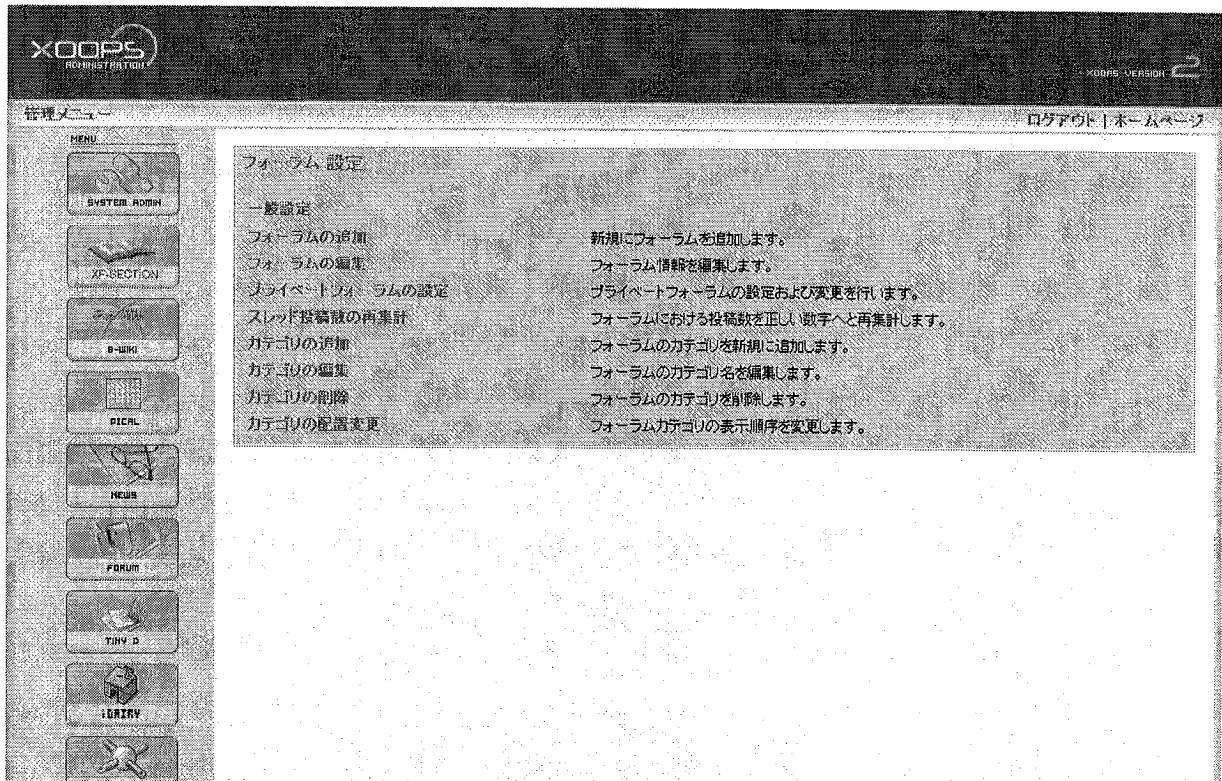 XOOPS
ADMINISTRATION
XOOPS VERSION 2
管理メニュー
ログアウト | ホームページ
MENU
SYSTEM ADMIN
XF-SECTION
B-WIKI
PICAL
NEWS
FORUM
TINY D
フォーラム 設定
一般設定
フォーラムの追加 新規にフォーラムを追加します。
フォーラムの編集 フォーラム情報を編集します。
プライベートフォーラムの設定 プライベートフォーラムの設定および変更を行います。
スレッド投稿数の再集計 フォーラムにおける投稿数を正しい数字へと再集計します。
カテゴリの追加 フォーラムのカテゴリを新規に追加します。
カテゴリの編集 フォーラムのカテゴリ名を編集します。
カテゴリの削除 フォーラムのカテゴリを削除します。
カテゴリの配置変更 フォーラムカテゴリの表示順序を変更します。